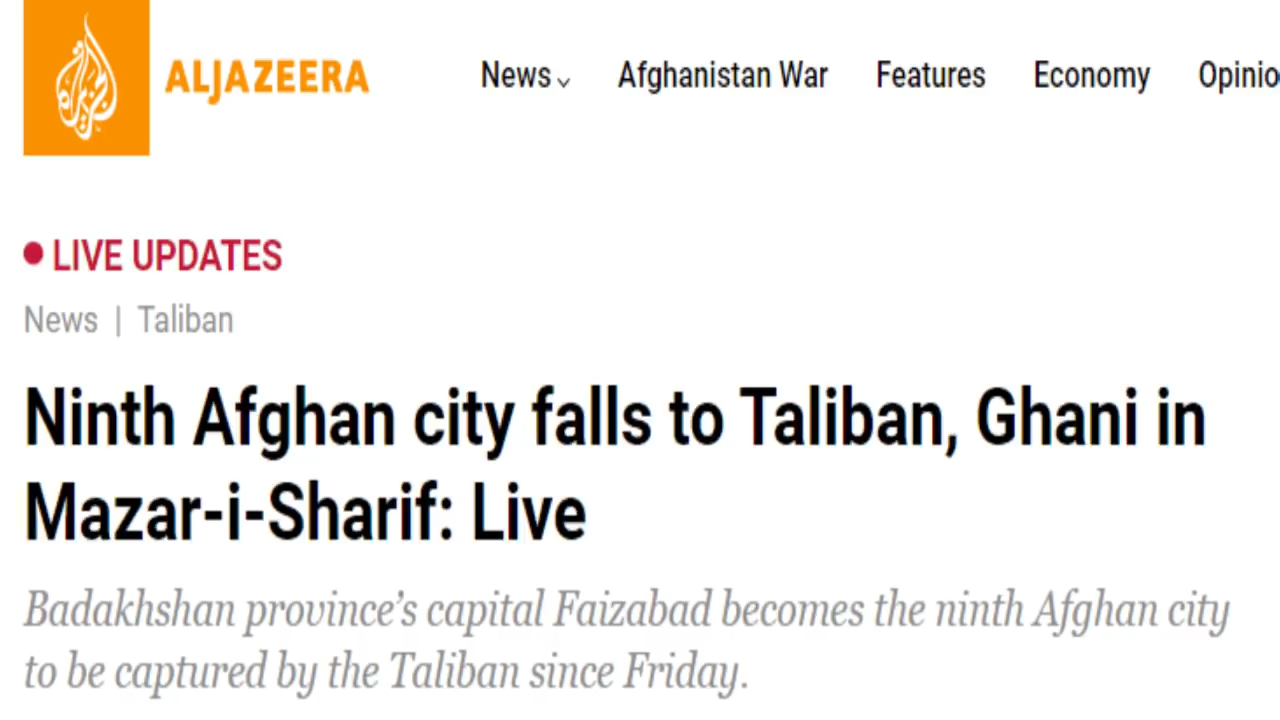 ALJAZEERA News Afghanistan War Features Economy Opinio
LIVE UPDATES
News | Taliban
Ninth Afghan city falls to Taliban, Ghani in
Mazar-i-Sharif: Live
Badakhshan province’s capital Faizabad becomes the ninth Afghan city
to be captured by the Taliban since Friday.